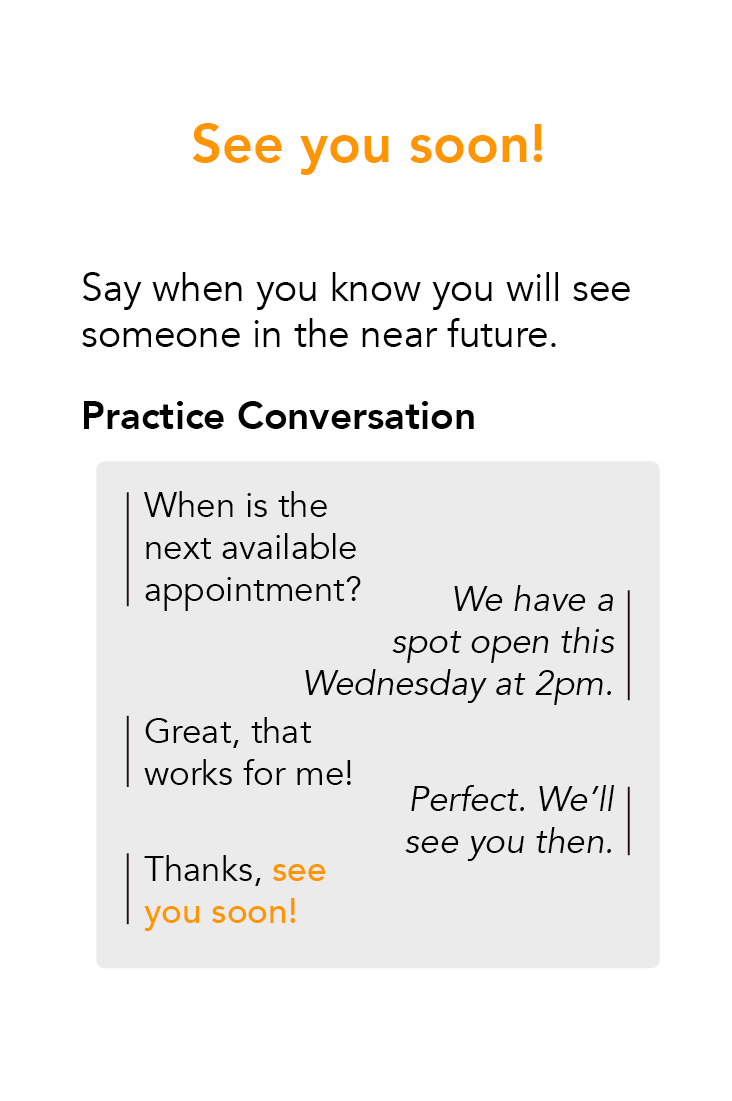 See you soon!
Say when you know you will see
someone in the near future.
Practice Conversation
When is the
next available
appointment?
We have a
spot open this
Wednesday at 2pm.
Great, that
works for me!
Perfect. We’ll
see you then.
Thanks, see
you soon!